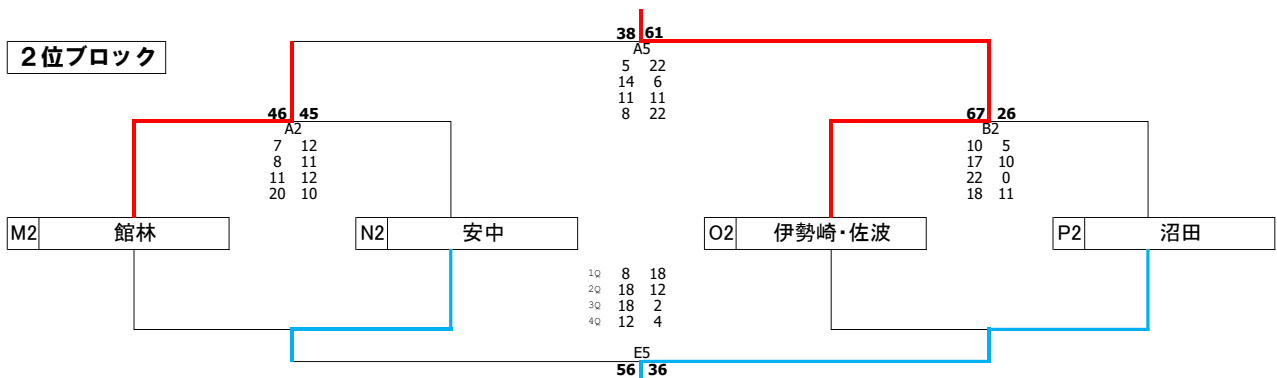 ２位ブロック
38 61
A5
5 22
14 6
11 11
8 22
46 45
A2
7 12
8 11
11 12
20 10
67 26
B2
10 5
17 10
22 0
18 11
M2 館林
N2 安中
O2 伊勢崎・佐波
P2 沼田
1Q 8 18
2Q 18 12
3Q 18 2
4Q 12 4
E5
56 36